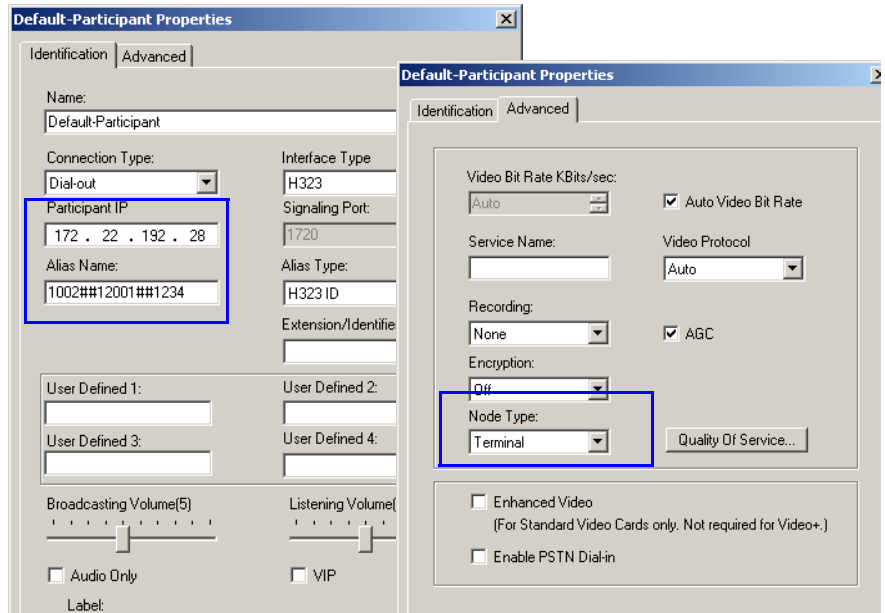 Default-Participant Properties
Identification Advanced
Name:
Default-Participant
Connection Type: Interface Type
Dial-out H323
Participant IP Signaling Port:
172 . 22 . 192 . 28 1720
Alias Name: Alias Type:
1002##12001##1234 H323 ID
Extension/Identifie
User Defined 1: User Defined 2:
User Defined 3: User Defined 4:
Broadcasting Volume(5) Listening Volume(
Audio Only VIP
Label:
Default-Participant Properties
Identification Advanced
Video Bit Rate KBits/sec:
Auto Auto Video Bit Rate
Service Name: Video Protocol
Auto
Recording:
None AGC
Encryption:
Off
Node Type:
Terminal Quality Of Service...
Enhanced Video
(For Standard Video Cards only. Not required for Video+.)
Enable PSTN Dial-in